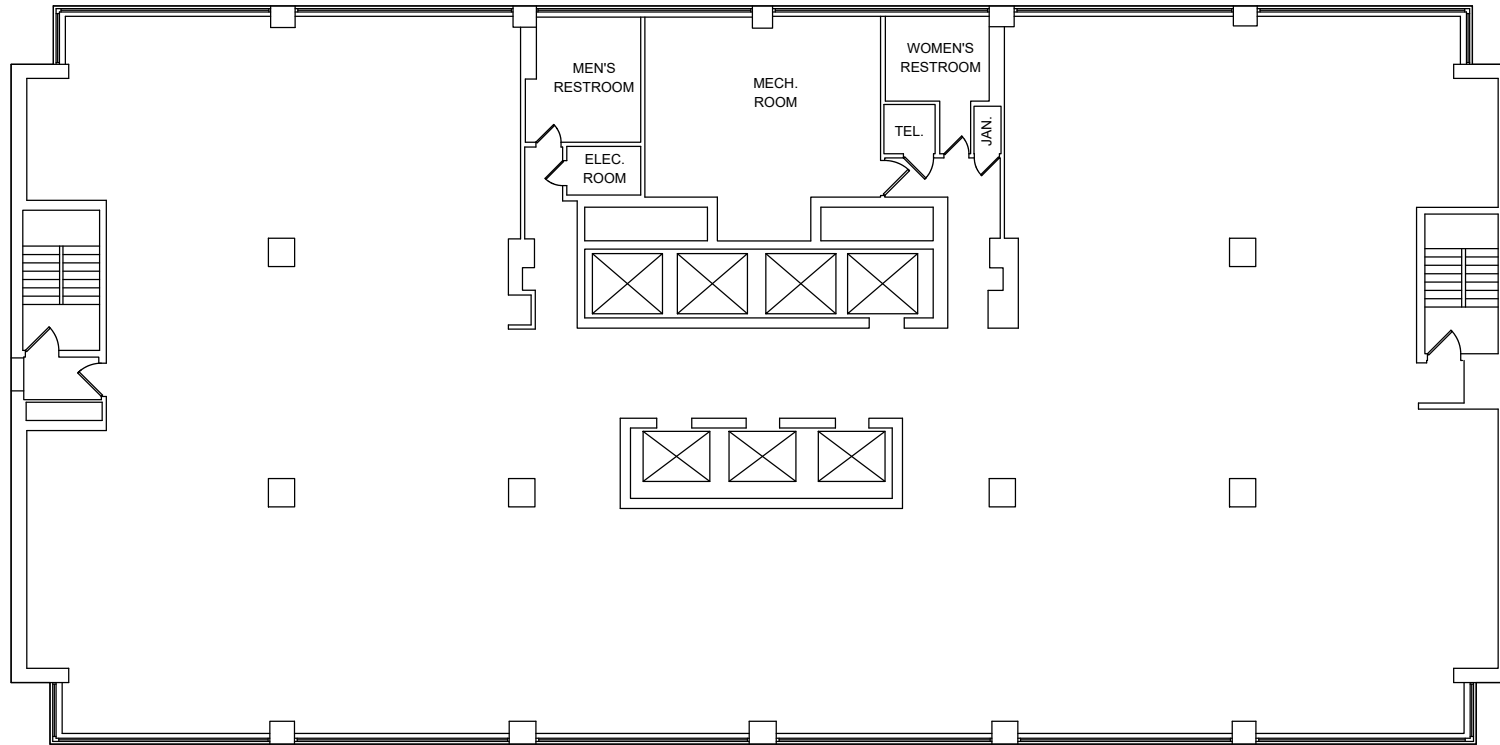 MEN'S
RESTROOM
MECH.
ROOM
WOMEN'S
RESTROOM
TEL.
JAN.
ELEC.
ROOM